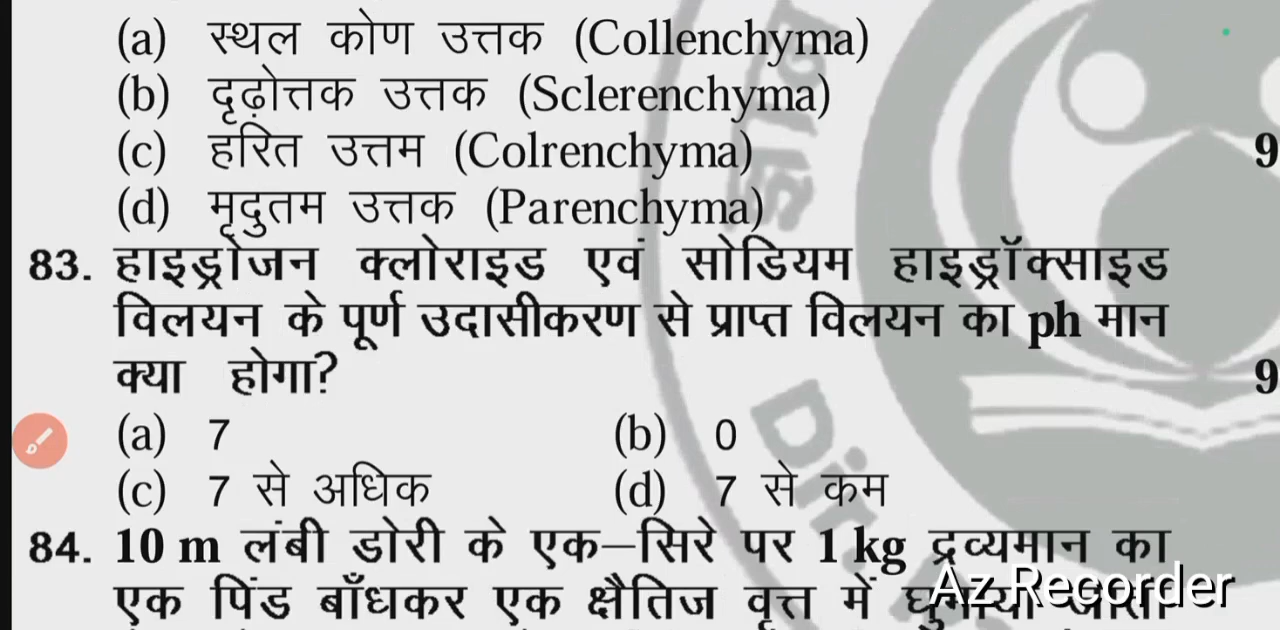 (a) स्थल कोण उत्तक (Collenchyma)
(b) दृढ़ोत्तक उत्तक (Sclerenchyma)
(c) हरित उत्तम (Colrenchyma)
9
(d) मृदुतम उत्तक (Parenchyma)
83. हाइड्रोजन क्लोराइड एवं सोडियम हाइड्रॉक्साइड
विलयन के पूर्ण उदासीकरण से प्राप्त विलयन का ph मान
क्या होगा?
9
(a) 7 (b) 0
(c) 7 से अधिक (d) 7 से कम
84. 10 m लंबी डोरी के एक–सिरे पर 1 kg द्रव्यमान का
एक पिंड बाँधकर एक क्षैतिज वृत्त में
Az Recorder